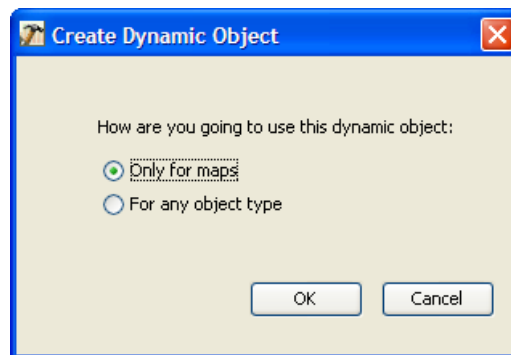 Create Dynamic Object
How are you going to use this dynamic object:
Only for maps
For any object type
OK
Cancel